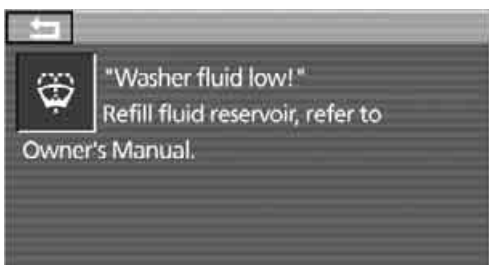 "Washer fluid low!"
Refill fluid reservoir, refer to
Owner's Manual.